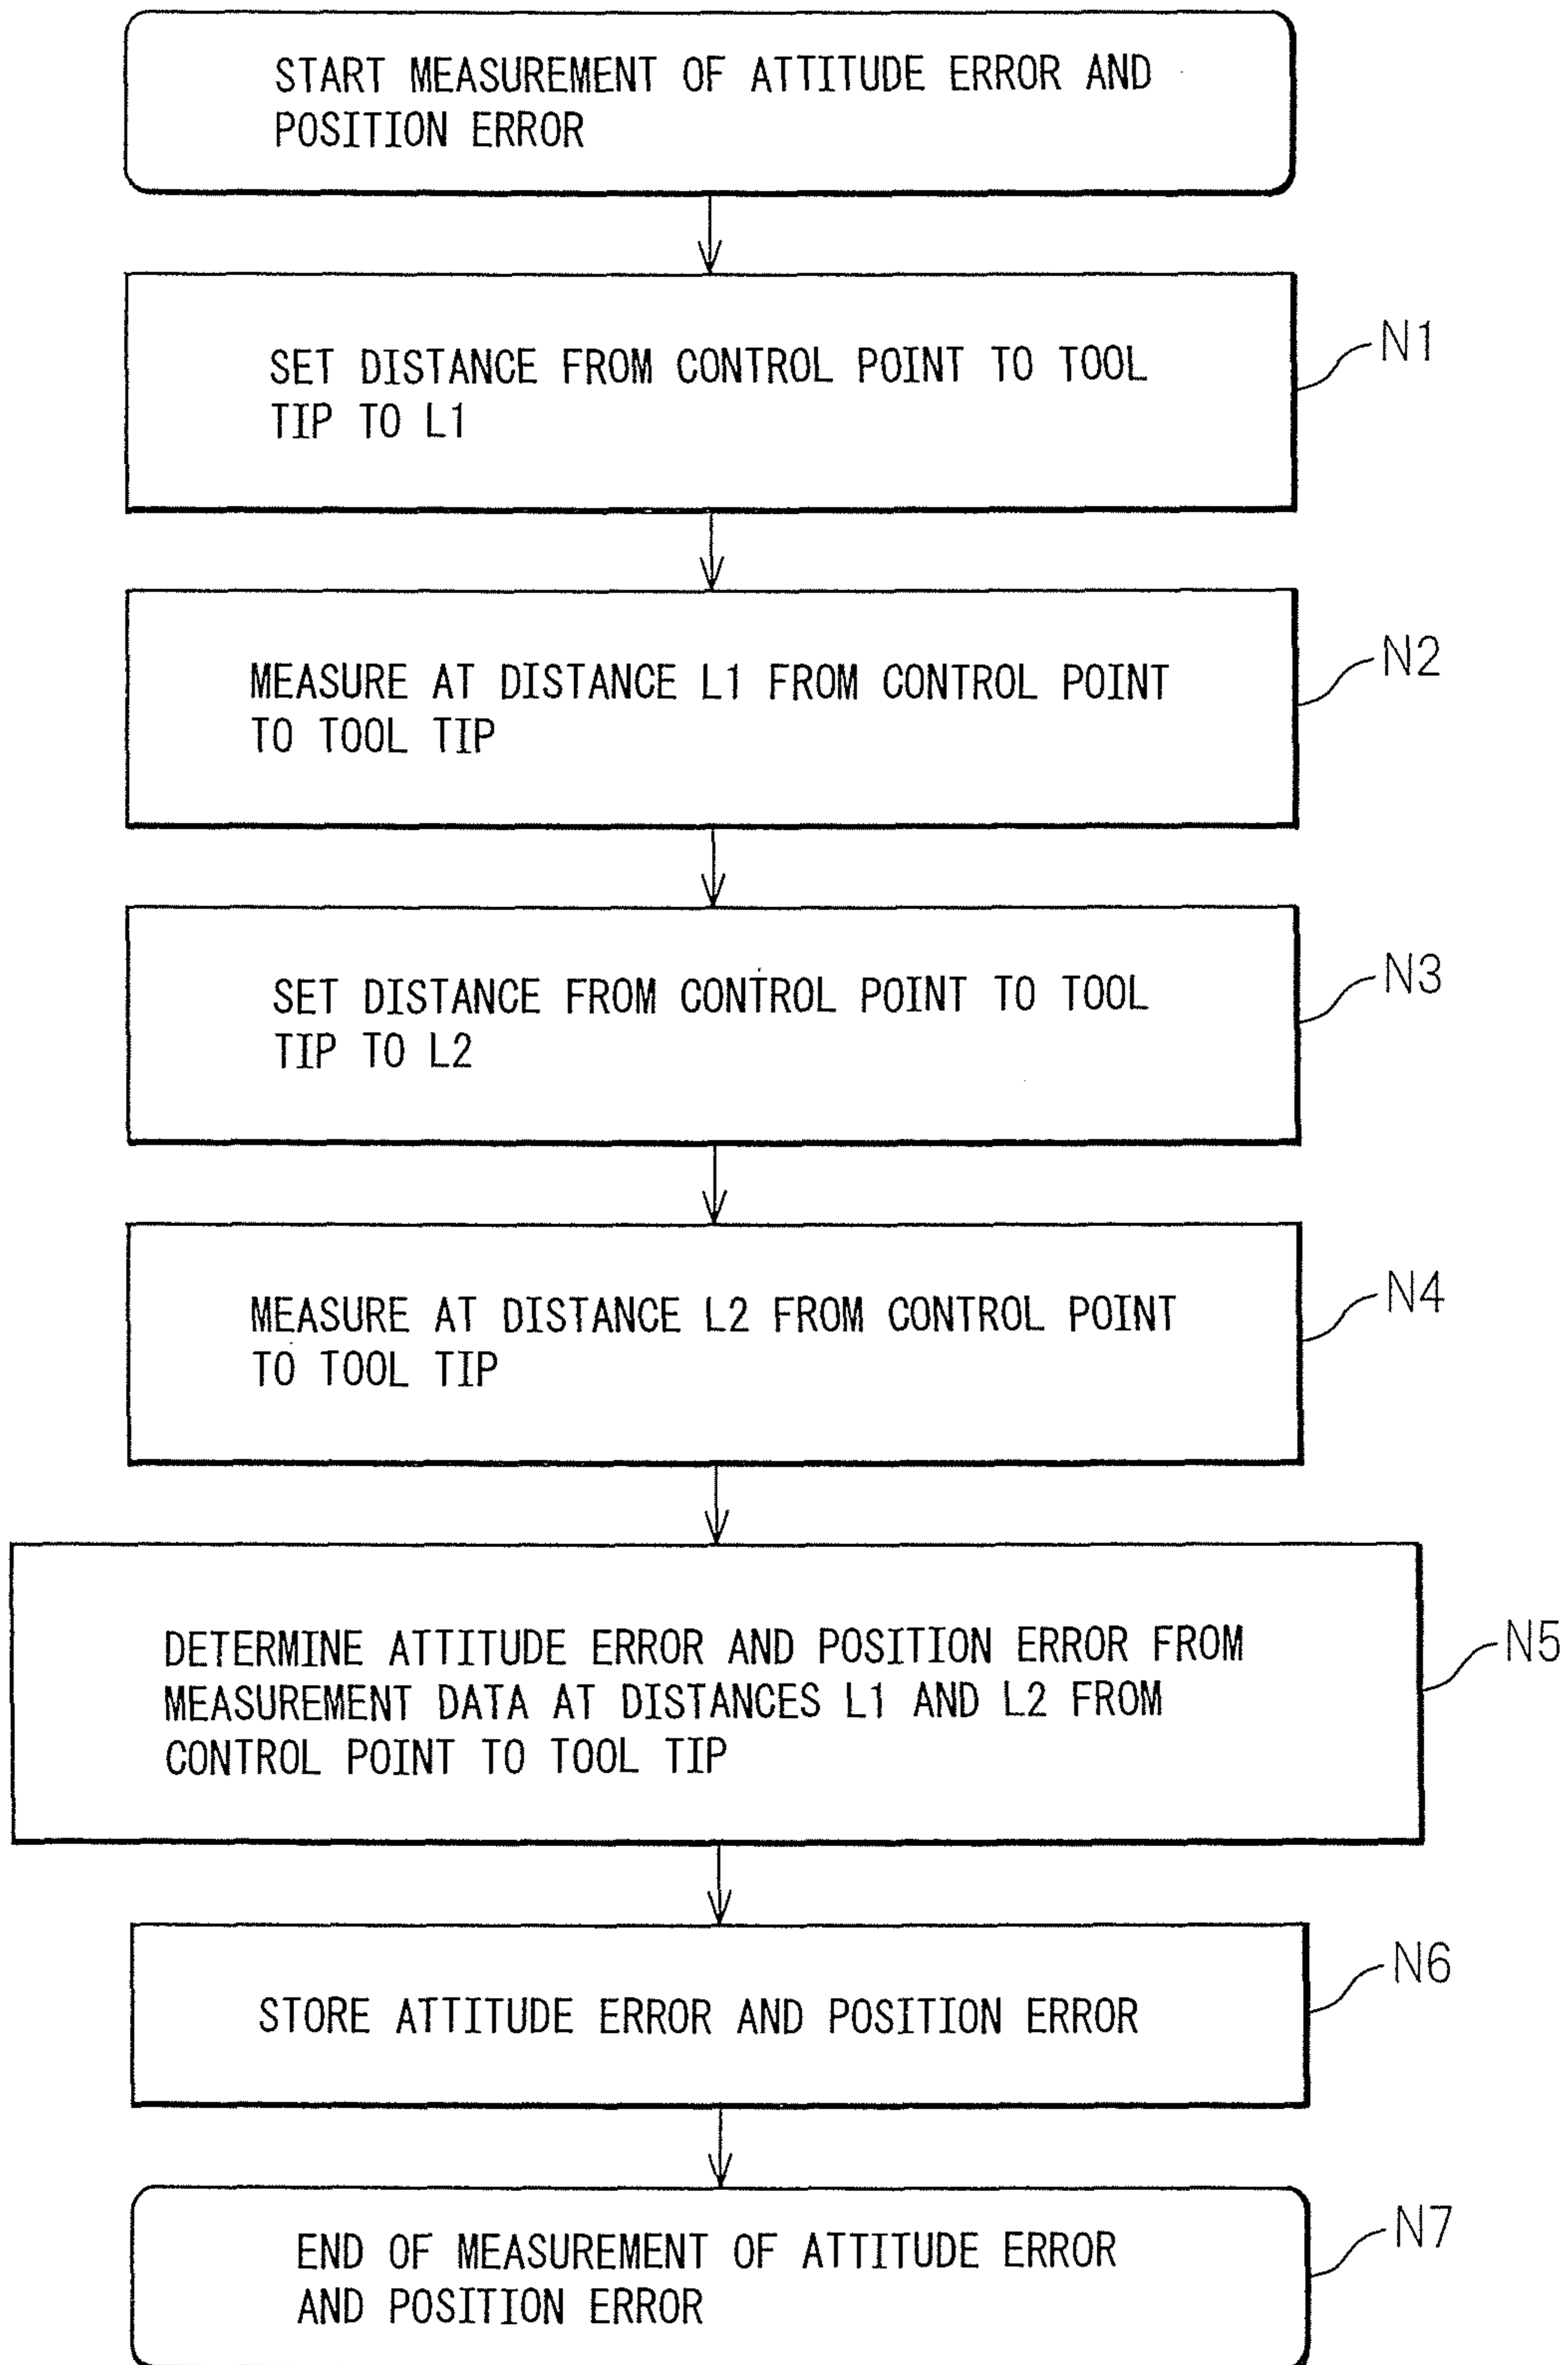 START MEASUREMENT OF ATTITUDE ERROR AND
POSITION ERROR
SET DISTANCE FROM CONTROL POINT TO TOOL
TIP TO L1
N1
MEASURE AT DISTANCE L1 FROM CONTROL POINT
TO TOOL TIP
N2
SET DISTANCE FROM CONTROL POINT TO TOOL
TIP TO L2
N3
MEASURE AT DISTANCE L2 FROM CONTROL POINT
TO TOOL TIP
N4
DETERMINE ATTITUDE ERROR AND POSITION ERROR FROM
MEASUREMENT DATA AT DISTANCES L1 AND L2 FROM
CONTROL POINT TO TOOL TIP
N5
STORE ATTITUDE ERROR AND POSITION ERROR
N6
END OF MEASUREMENT OF ATTITUDE ERROR
AND POSITION ERROR
N7